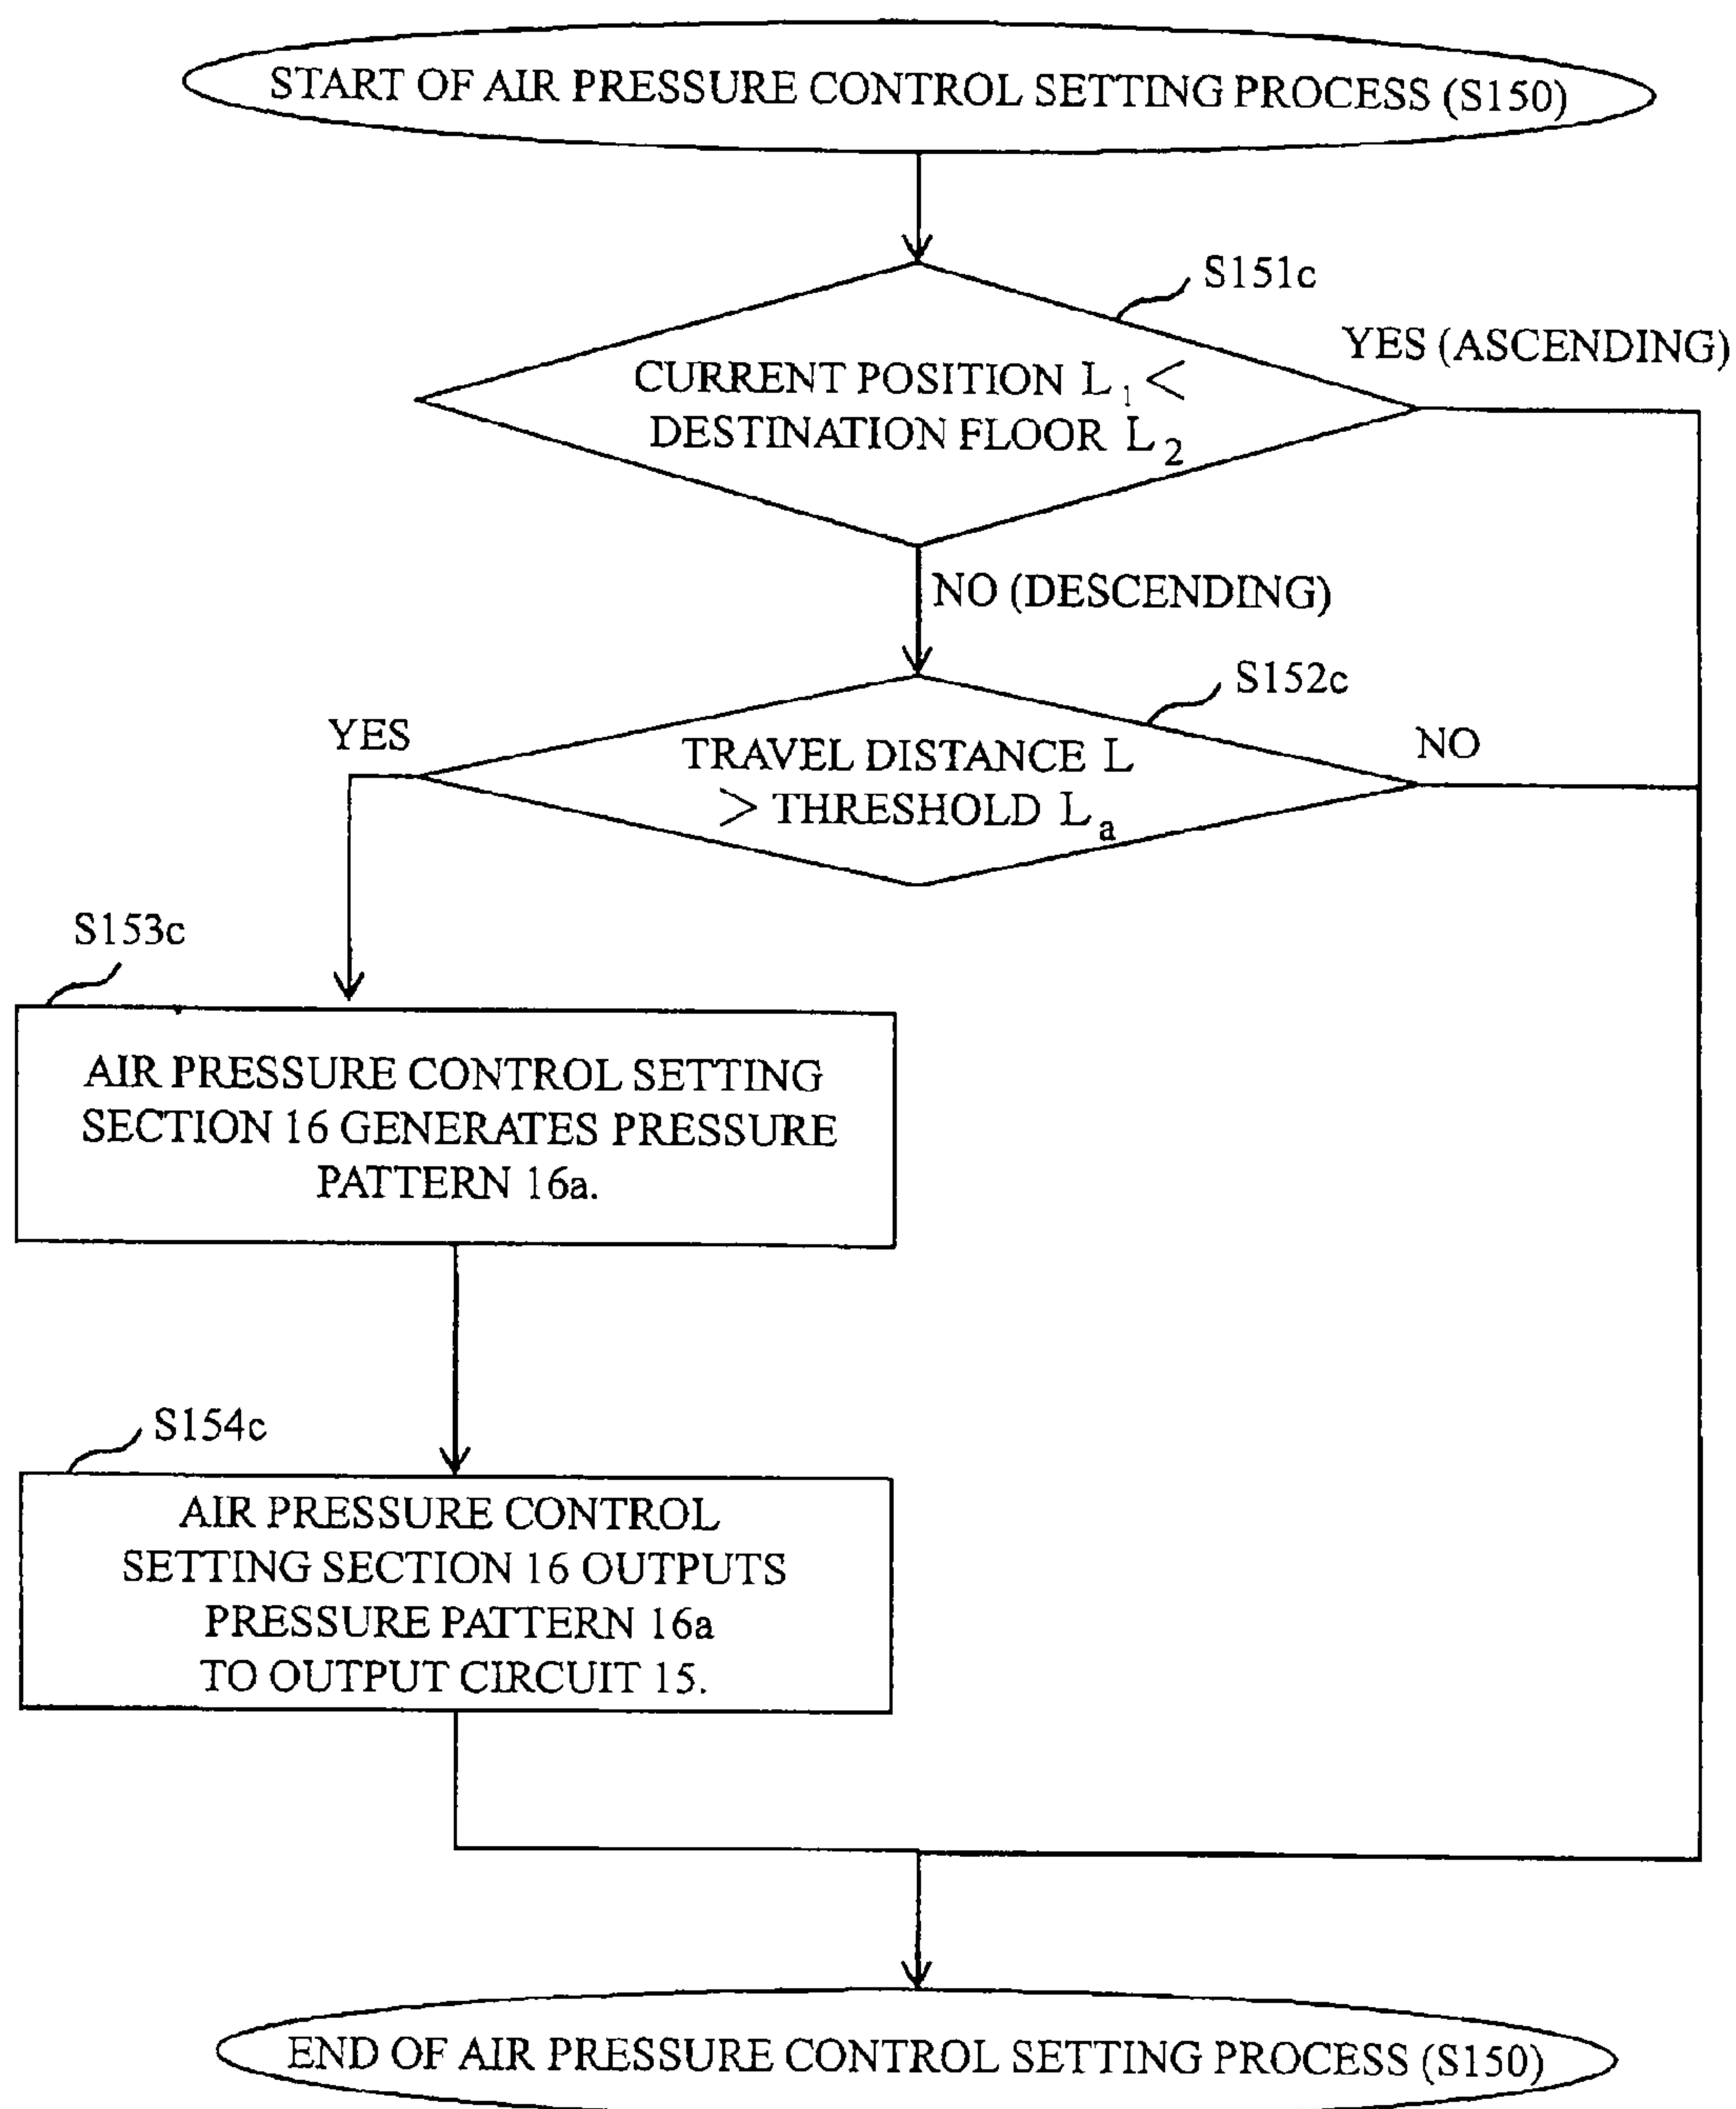 START OF AIR PRESSURE CONTROL SETTING PROCESS (S150)
S151c
YES (ASCENDING)
CURRENT POSITION L1 <
DESTINATION FLOOR L2
NO (DESCENDING)
S152c
YES
NO
TRAVEL DISTANCE L
> THRESHOLD La
S153c
AIR PRESSURE CONTROL SETTING
SECTION 16 GENERATES PRESSURE
PATTERN 16a.
S154c
AIR PRESSURE CONTROL
SETTING SECTION 16 OUTPUTS
PRESSURE PATTERN 16a
TO OUTPUT CIRCUIT 15.
END OF AIR PRESSURE CONTROL SETTING PROCESS (S150)